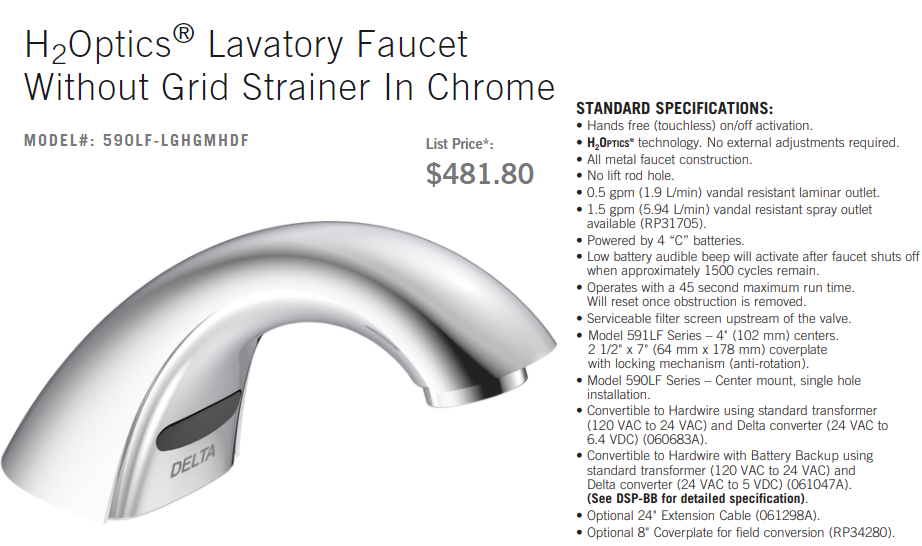 H₂Optics® Lavatory Faucet
Without Grid Strainer In Chrome
MODEL#: 590LF-LGHGMHDF
List Price*:
$481.80
DELTA
STANDARD SPECIFICATIONS:
• Hands free (touchless) on/off activation.
• H₂OPTICS® technology. No external adjustments required.
• All metal faucet construction.
• No lift rod hole.
• 0.5 gpm (1.9 L/min) vandal resistant laminar outlet.
• 1.5 gpm (5.94 L/min) vandal resistant spray outlet
available (RP31705).
• Powered by 4 “C” batteries.
• Low battery audible beep will activate after faucet shuts off
when approximately 1500 cycles remain.
• Operates with a 45 second maximum run time.
Will reset once obstruction is removed.
• Serviceable filter screen upstream of the valve.
• Model 591LF Series – 4" (102 mm) centers.
2 1/2" x 7" (64 mm x 178 mm) coverplate
with locking mechanism (anti-rotation).
• Model 590LF Series – Center mount, single hole
installation.
• Convertible to Hardwire using standard transformer
(120 VAC to 24 VAC) and Delta converter (24 VAC to
6.4 VDC) (060683A).
• Convertible to Hardwire with Battery Backup using
standard transformer (120 VAC to 24 VAC) and
Delta converter (24 VAC to 5 VDC) (061047A).
(See DSP-BB for detailed specification).
• Optional 24" Extension Cable (061298A).
• Optional 8" Coverplate for field conversion (RP34280).